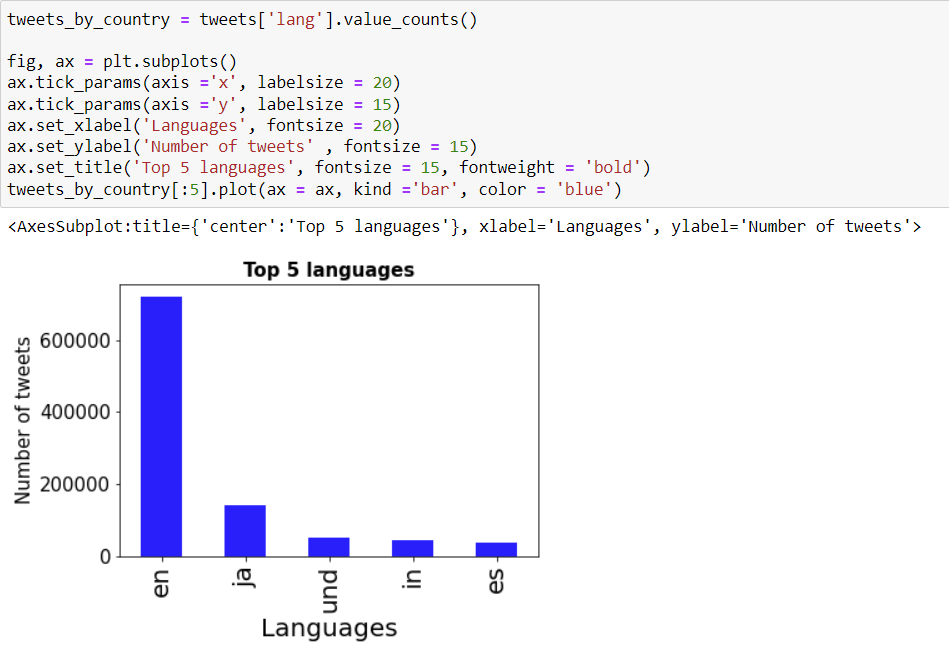 tweets_by_country = tweets['lang'].value_counts()
fig, ax = plt.subplots()
ax.tick_params(axis ='x', labelsize = 20)
ax.tick_params(axis ='y', labelsize = 15)
ax.set_xlabel('Languages', fontsize = 20)
ax.set_ylabel('Number of tweets' , fontsize = 15)
ax.set_title('Top 5 languages', fontsize = 15, fontweight = 'bold')
tweets_by_country[:5].plot(ax = ax, kind ='bar', color = 'blue')
<AxesSubplot:title={'center':'Top 5 languages'}, xlabel='Languages', ylabel='Number of tweets'>
Top 5 languages
Number of tweets
600000
400000
200000
0
en ja und in es
Languages